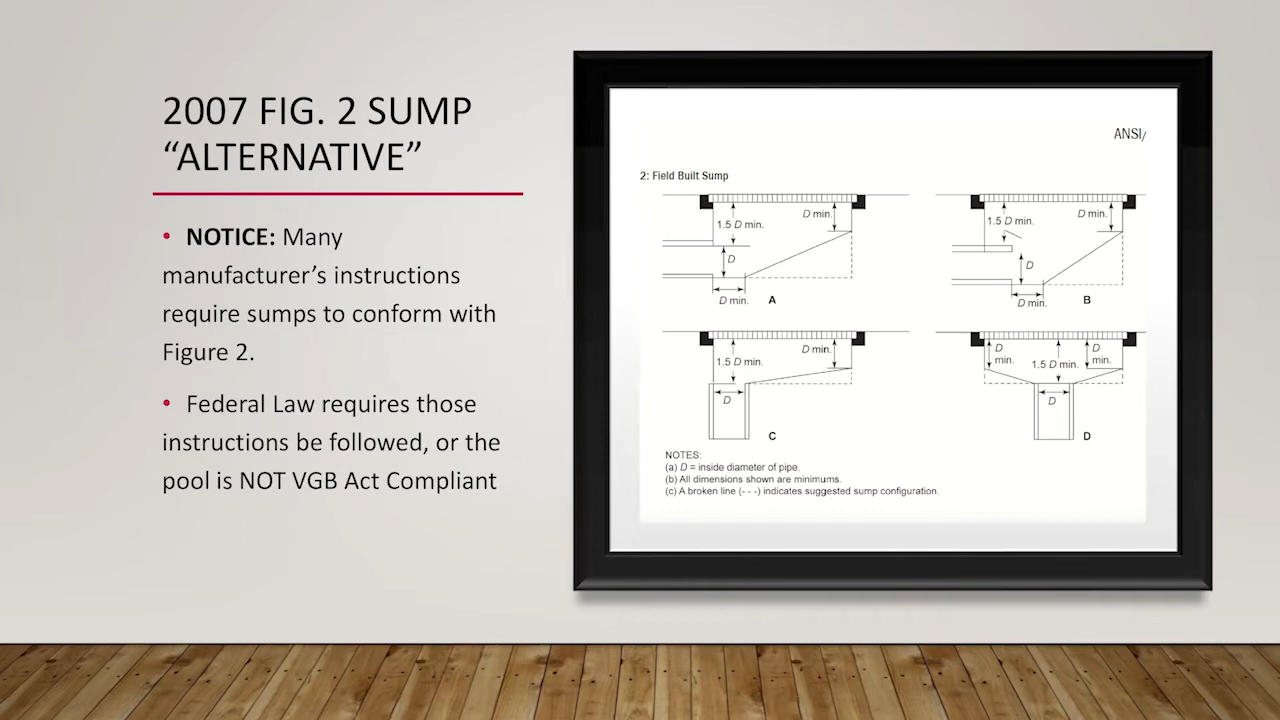 2007 FIG. 2 SUMP
“ALTERNATIVE”
• NOTICE: Many
manufacturer’s instructions
require sumps to conform with
Figure 2.
• Federal Law requires those
instructions be followed, or the
pool is NOT VGB Act Compliant
ANSI/
2: Field Built Sump
1.5 D min.
D min.
D
D min.
A
1.5 D min.
D min.
D
D min.
B
1.5 D min.
D min.
D
C
D
min.
1.5 D min.
D
min.
D
D
NOTES:
(a) D = inside diameter of pipe.
(b) All dimensions shown are minimums.
(c) A broken line (- - -) indicates suggested sump configuration.